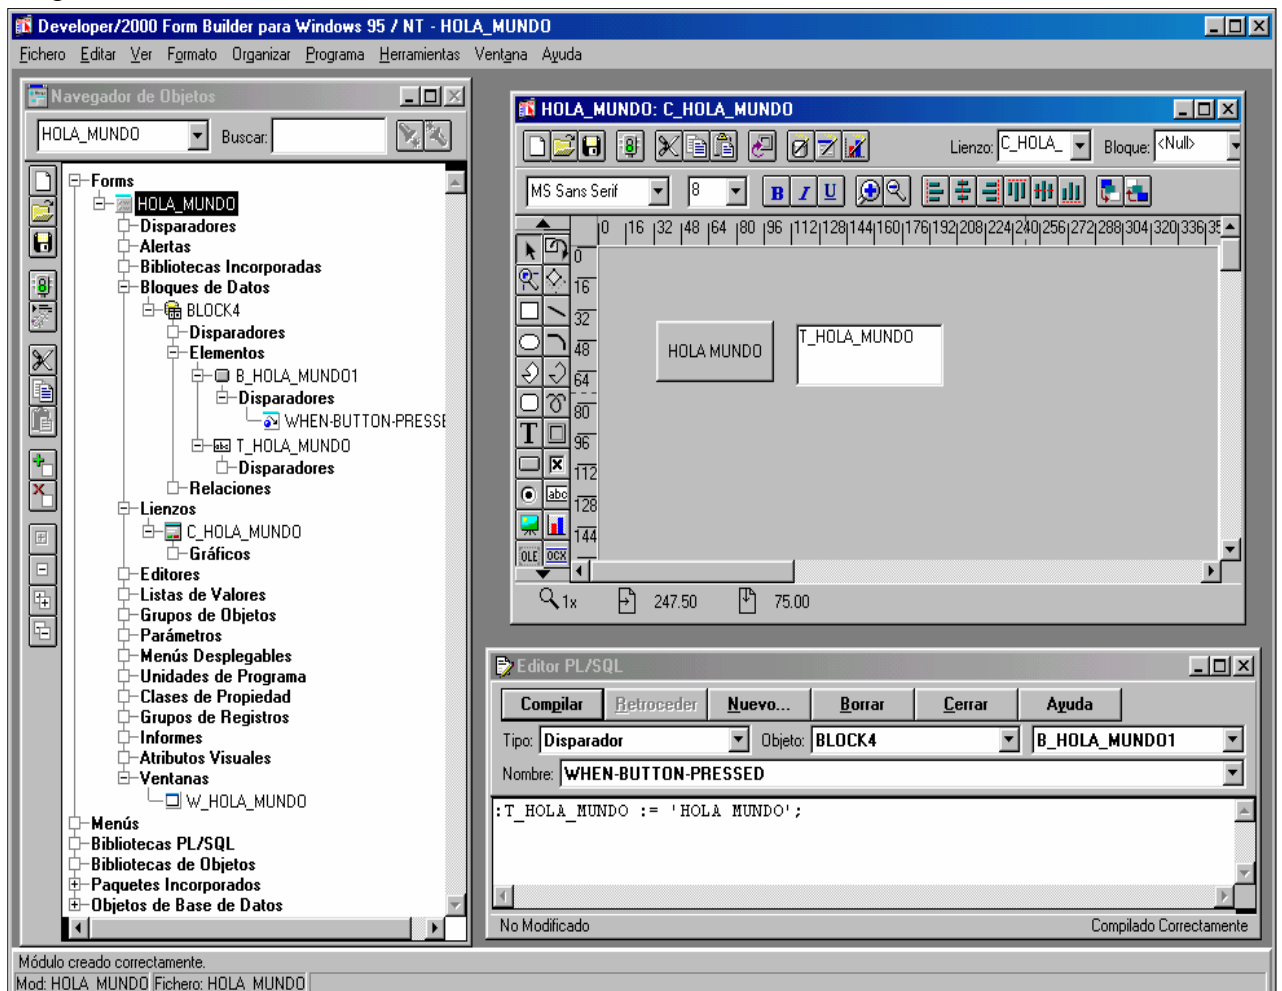 Developer/2000 Form Builder para Windows 95 / NT - HOLA_MUNDO
Fichero Editar Ver Formato Organizar Programa Herramientas Ventana Ayuda
Navegador de Objetos
HOLA_MUNDO Buscar:
Forms
HOLA_MUNDO
Disparadores
Alertas
Bibliotecas Incorporadas
Bloques de Datos
BLOCK4
Disparadores
Elementos
B_HOLA_MUNDO1
Disparadores
WHEN-BUTTON-PRESSE
T_HOLA_MUNDO
Disparadores
Relaciones
Lienzos
C_HOLA_MUNDO
Gráficos
Editores
Listas de Valores
Grupos de Objetos
Parámetros
Menús Desplegables
Unidades de Programa
Clases de Propiedad
Grupos de Registros
Informes
Atributos Visuales
Ventanas
W_HOLA_MUNDO
Menús
Bibliotecas PL/SQL
Bibliotecas de Objetos
Paquetes Incorporados
Objetos de Base de Datos
HOLA_MUNDO: C_HOLA_MUNDO
Lienzo: C_HOLA_ Bloque: <Null>
MS Sans Serif 8 B I U
0 16 32 48 64 80 96 112 128 144 160 176 192 208 224 240 256 272 288 304 320 336 35
0
16
32
48
64
80
96
112
128
144
T
abc
OLE OCX
HOLA MUNDO T_HOLA_MUNDO
1x 247.50 75.00
Editor PL/SQL
Compilar Retroceder Nuevo... Borrar Cerrar Ayuda
Tipo: Disparador Objeto: BLOCK4 B_HOLA_MUNDO1
Nombre: WHEN-BUTTON-PRESSED
:T_HOLA_MUNDO := 'HOLA MUNDO';
No Modificado Compilado Correctamente
Módulo creado correctamente.
Mod: HOLA_MUNDO Fichero: HOLA_MUNDO